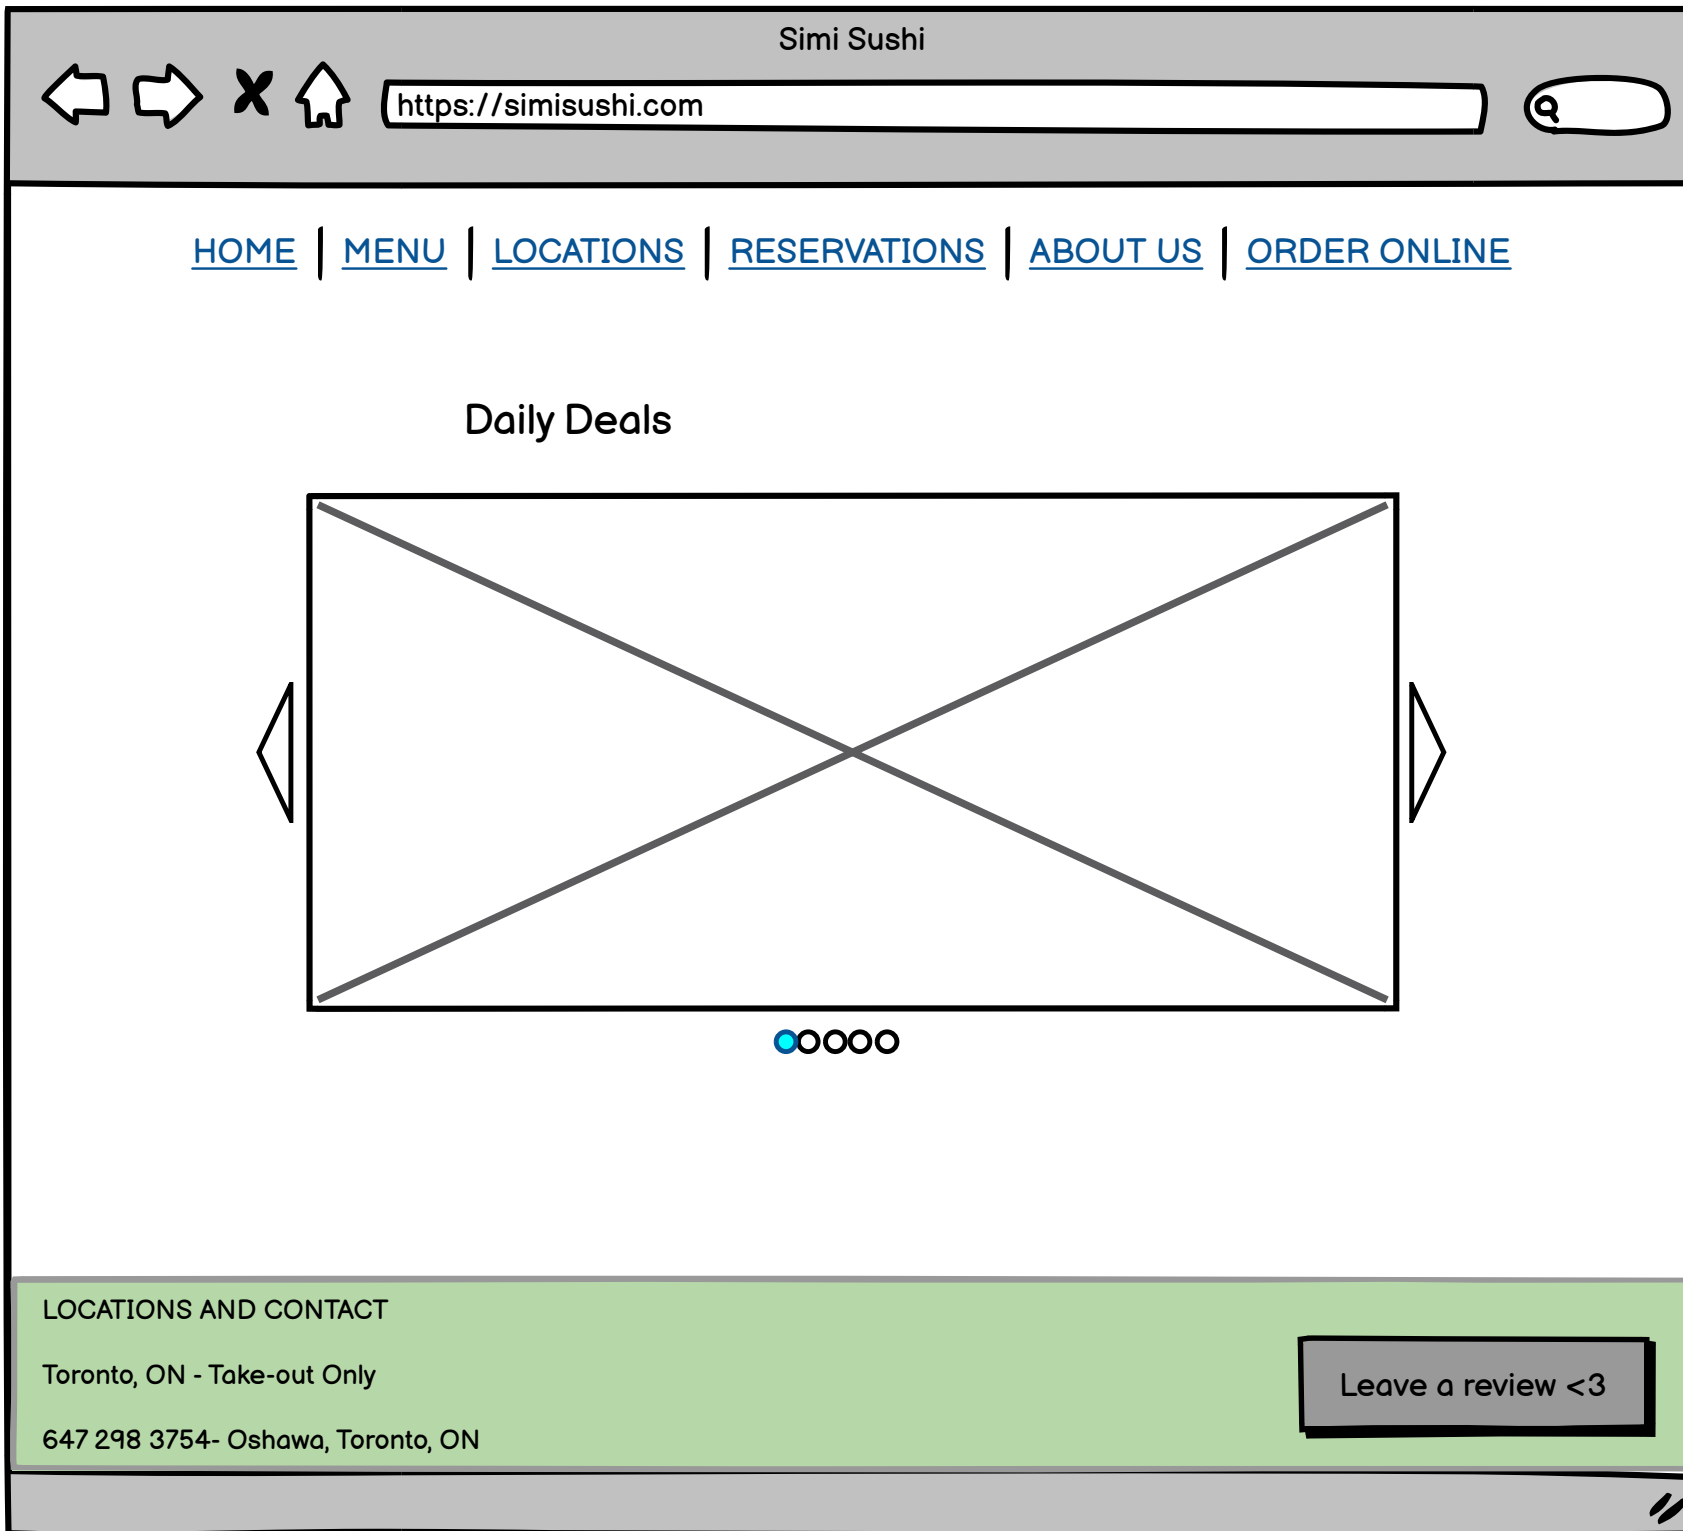 Simi Sushi
https://simisushi.com
HOME | MENU | LOCATIONS | RESERVATIONS | ABOUT US | ORDER ONLINE
Daily Deals
LOCATIONS AND CONTACT
Toronto, ON - Take-out Only
Leave a review <3
647 298 3754- Oshawa, Toronto, ON